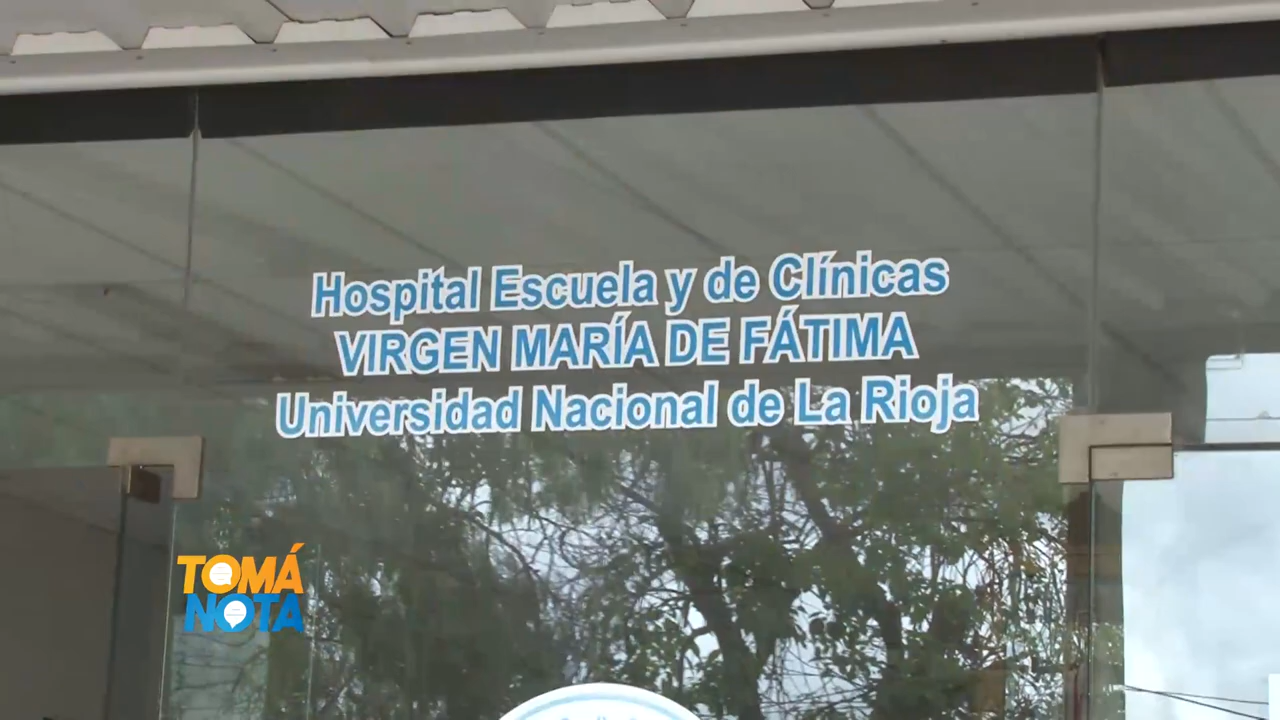 Hospital Escuela y de Clínicas
VIRGEN MARÍA DE FÁTIMA
Universidad Nacional de La Rioja
TOMÁ
NOTA